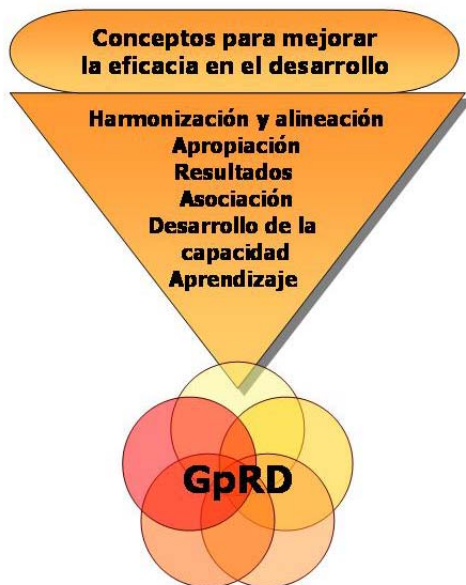 Conceptos para mejorar
la eficacia en el desarrollo
Harmonización y alineación
Apropiación
Resultados
Asociación
Desarrollo de la
capacidad
Aprendizaje
GpRD